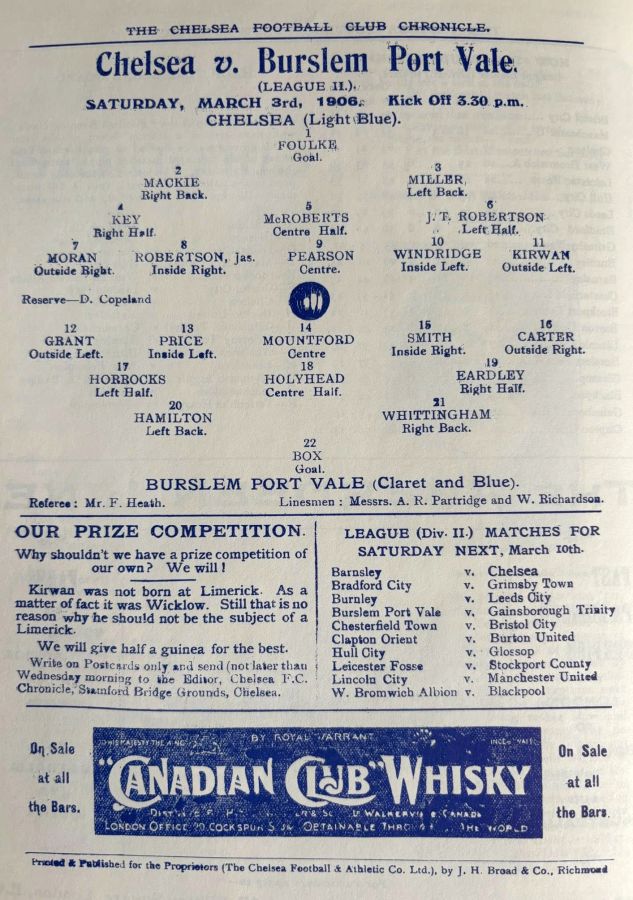 THE CHELSEA FOOTBALL CLUB CHRONICLE.
Chelsea v. Burslem Port Vale.
(LEAGUE II.).
SATURDAY, MARCH 3rd, 1906. Kick Off 3.30 p.m.
CHELSEA (Light Blue).
1
FOULKE
Goal.
2 3
MACKIE MILLER,
Right Back. Left Back.
4 5 6
KEY McROBERTS J. T. ROBERTSON
Right Half. Centre Half. Left Half.
7 8 9 10 11
MORAN ROBERTSON, Jas. PEARSON WINDRIDGE KIRWAN
Outside Right. Inside Right. Centre. Inside Left. Outside Left.
Reserve—D. Copeland
12 13 14 15 16
GRANT PRICE MOUNTFORD SMITH CARTER
Outside Left. Inside Left. Centre Inside Right. Outside Right.
17 18 19
HORROCKS HOLYHEAD EARDLEY
Left Half. Centre Half. Right Half.
20 21
HAMILTON WHITTINGHAM
Left Back. Right Back.
22
BOX
Goal.
BURSLEM PORT VALE (Claret and Blue).
Referee: Mr. F. Heath. Linesmen : Messrs. A. R. Partridge and W. Richardson.
OUR PRIZE COMPETITION.
Why shouldn't we have a prize competition of
our own? We will!
Kirwan was not born at Limerick. As a
matter of fact it was Wicklow. Still that is no
reason why he should not be the subject of a
Limerick.
We will give half a guinea for the best.
Write on Postcards only and send (not later than
Wednesday morning to the Editor, Chelsea F.C.
Chronicle, Stamford Bridge Grounds, Chelsea.
LEAGUE (Div. II.) MATCHES FOR
SATURDAY NEXT, March 10th.
Barnsley v. Chelsea
Bradford City v. Grimsby Town
Burnley v. Leeds City
Burslem Port Vale v. Gainsborough Trinity
Chesterfield Town v. Bristol City
Clapton Orient v. Burton United
Hull City v. Glossop
Leicester Fosse v. Stockport County
Lincoln City v. Manchester United
W. Bromwich Albion v. Blackpool
On Sale
at all
the Bars.
BY ROYAL WARRANT
"CANADIAN CLUB" WHISKY
WALKERVILLE CANADA
LONDON OFFICE 20 COCKSPUR St OBTAINABLE THE WORLD
On Sale
at all
the Bars.
Printed & Published for the Proprietors (The Chelsea Football & Athletic Co. Ltd.), by J. H. Broad & Co., Richmond